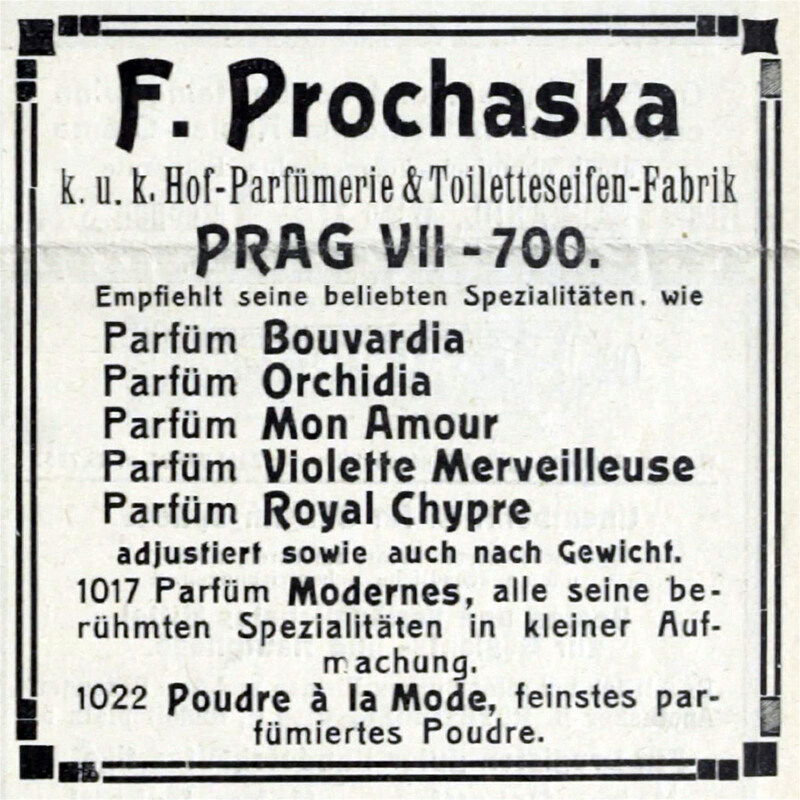 F. Prochaska
k. u. k. Hof-Parfümerie & Toiletteseifen-Fabrik
PRAG VII - 700.
Empfiehlt seine beliebten Spezialitäten, wie
Parfüm Bouvardia
Parfüm Orchidia
Parfüm Mon Amour
Parfüm Violette Merveilleuse
Parfüm Royal Chypre
adjustiert sowie auch nach Gewicht.
1017 Parfüm Modernes, alle seine be-
rühmten Spezialitäten in kleiner Auf-
machung.
1022 Poudre à la Mode, feinstes par-
fümiertes Poudre.